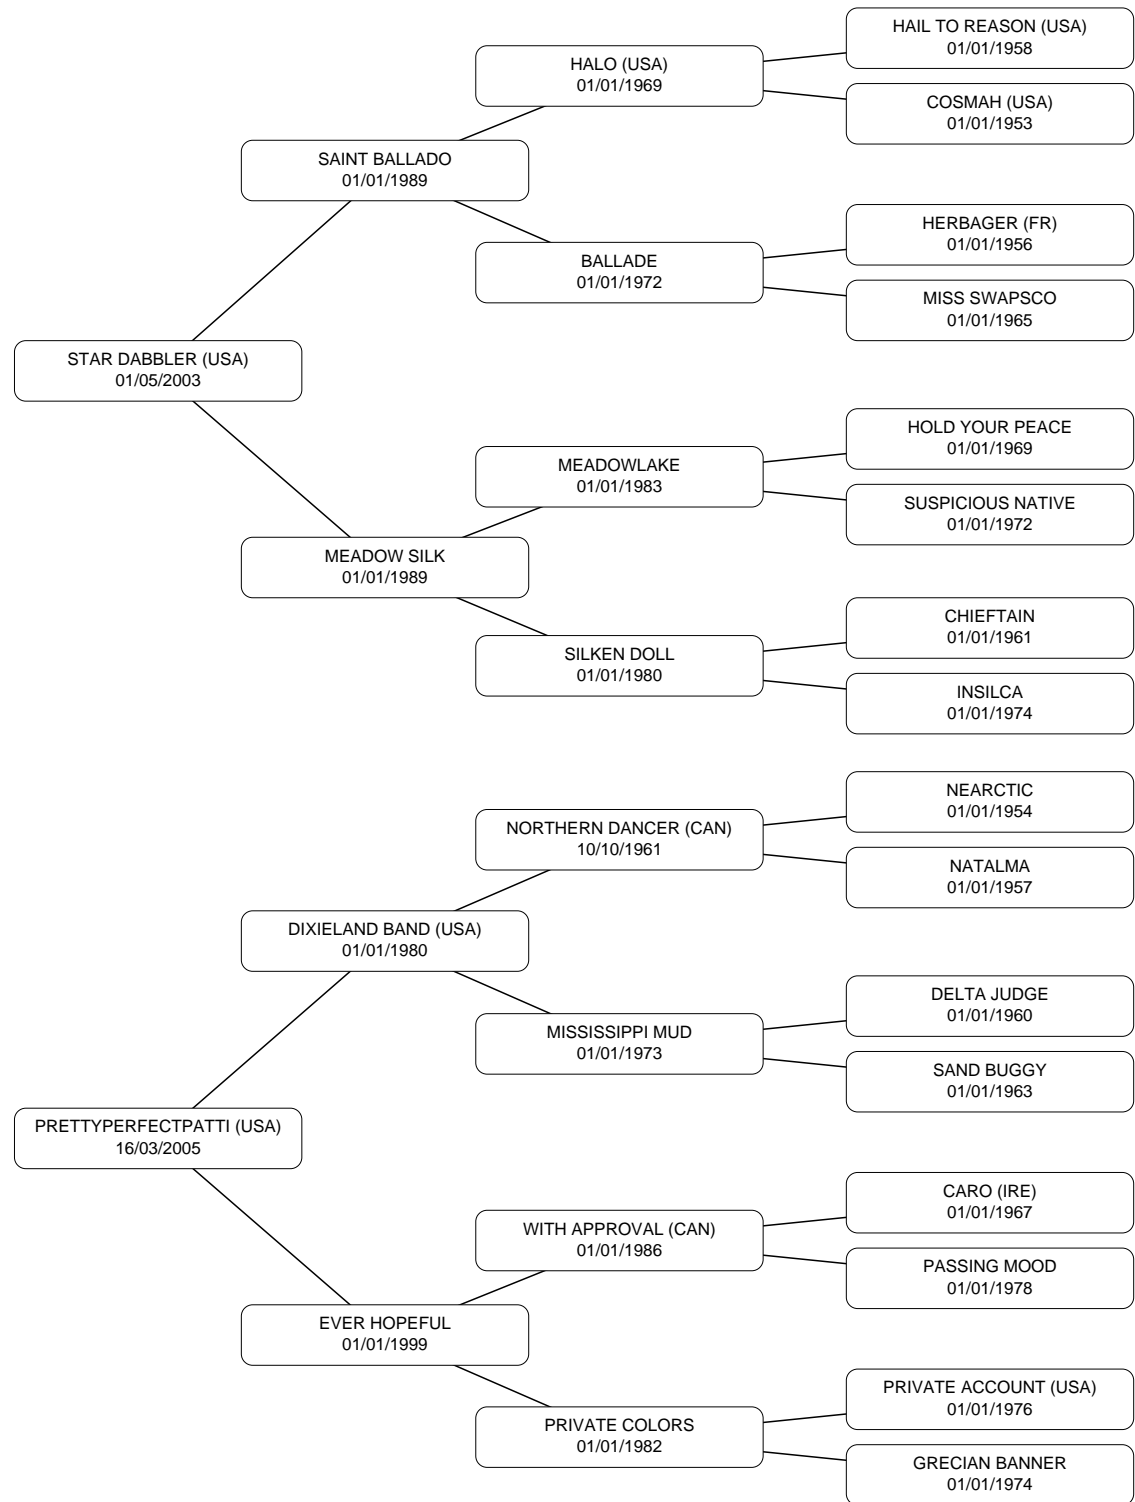 HAIL TO REASON (USA)
01/01/1958
HALO (USA)
01/01/1969
COSMAH (USA)
01/01/1953
SAINT BALLADO
01/01/1989
HERBAGER (FR)
01/01/1956
BALLADE
01/01/1972
MISS SWAPSCO
01/01/1965
STAR DABBLER (USA)
01/05/2003
HOLD YOUR PEACE
01/01/1969
MEADOWLAKE
01/01/1983
SUSPICIOUS NATIVE
01/01/1972
MEADOW SILK
01/01/1989
CHIEFTAIN
01/01/1961
SILKEN DOLL
01/01/1980
INSILCA
01/01/1974
NEARCTIC
01/01/1954
NORTHERN DANCER (CAN)
10/10/1961
NATALMA
01/01/1957
DIXIELAND BAND (USA)
01/01/1980
DELTA JUDGE
01/01/1960
MISSISSIPPI MUD
01/01/1973
SAND BUGGY
01/01/1963
PRETTYPERFECTPATTI (USA)
16/03/2005
CARO (IRE)
01/01/1967
WITH APPROVAL (CAN)
01/01/1986
PASSING MOOD
01/01/1978
EVER HOPEFUL
01/01/1999
PRIVATE ACCOUNT (USA)
01/01/1976
PRIVATE COLORS
01/01/1982
GRECIAN BANNER
01/01/1974